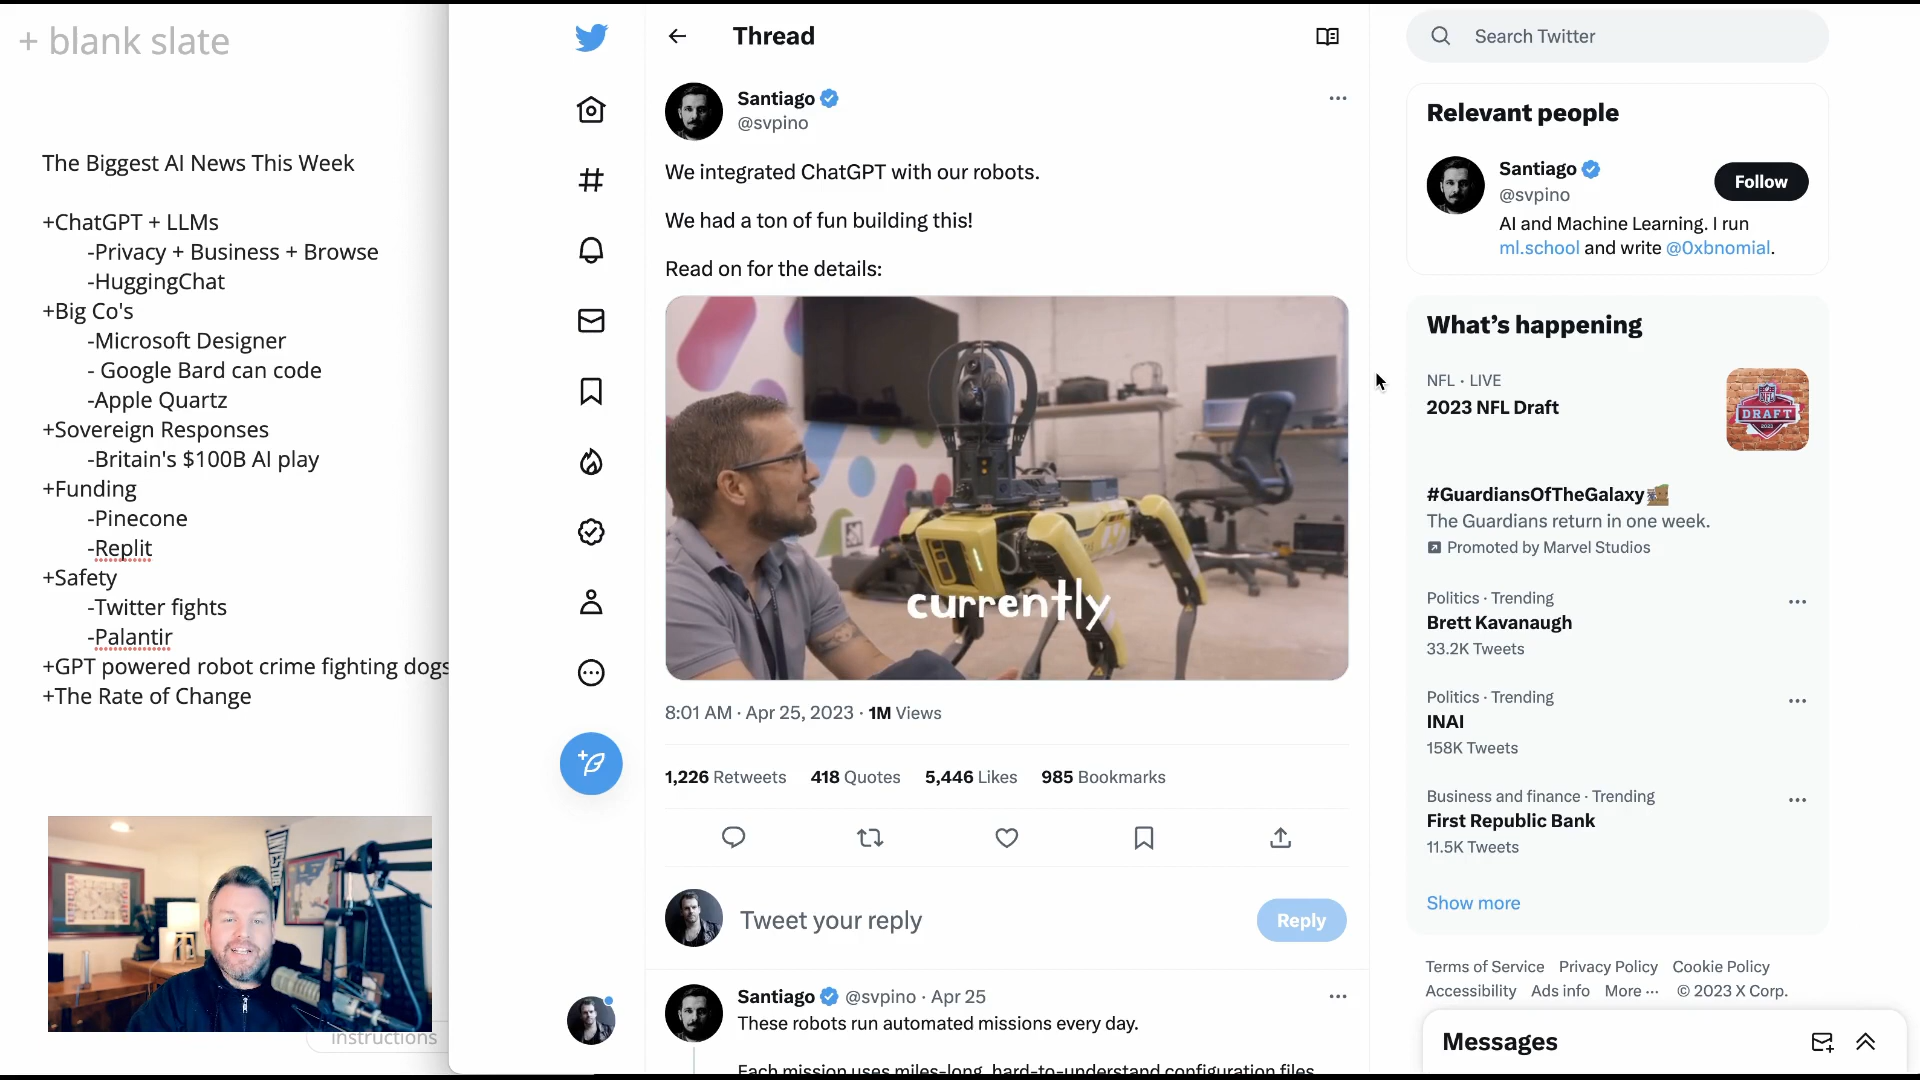 + blank slate
The Biggest AI News This Week
+ChatGPT + LLMs
-Privacy + Business + Browse
-HuggingChat
+Big Co's
-Microsoft Designer
- Google Bard can code
-Apple Quartz
+Sovereign Responses
-Britain's $100B AI play
+Funding
-Pinecone
-Replit
+Safety
-Twitter fights
-Palantir
+GPT powered robot crime fighting dogs
+The Rate of Change
instructions
Thread
Santiago
@svpino
We integrated ChatGPT with our robots.
We had a ton of fun building this!
Read on for the details:
currently
8:01 AM · Apr 25, 2023 · 1M Views
1,226 Retweets 418 Quotes 5,446 Likes 985 Bookmarks
Tweet your reply
Reply
Santiago @svpino · Apr 25
These robots run automated missions every day.
Each mission uses miles-long, hard-to-understand configuration files
Search Twitter
Relevant people
Santiago
@svpino
Follow
AI and Machine Learning. I run
ml.school and write @0xbnomial.
What's happening
NFL · LIVE
2023 NFL Draft
DRAFT
#GuardiansOfTheGalaxy
The Guardians return in one week.
Promoted by Marvel Studios
Politics · Trending
Brett Kavanaugh
33.2K Tweets
Politics · Trending
INAI
158K Tweets
Business and finance · Trending
First Republic Bank
11.5K Tweets
Show more
Terms of Service Privacy Policy Cookie Policy
Accessibility Ads info More ··· © 2023 X Corp.
Messages